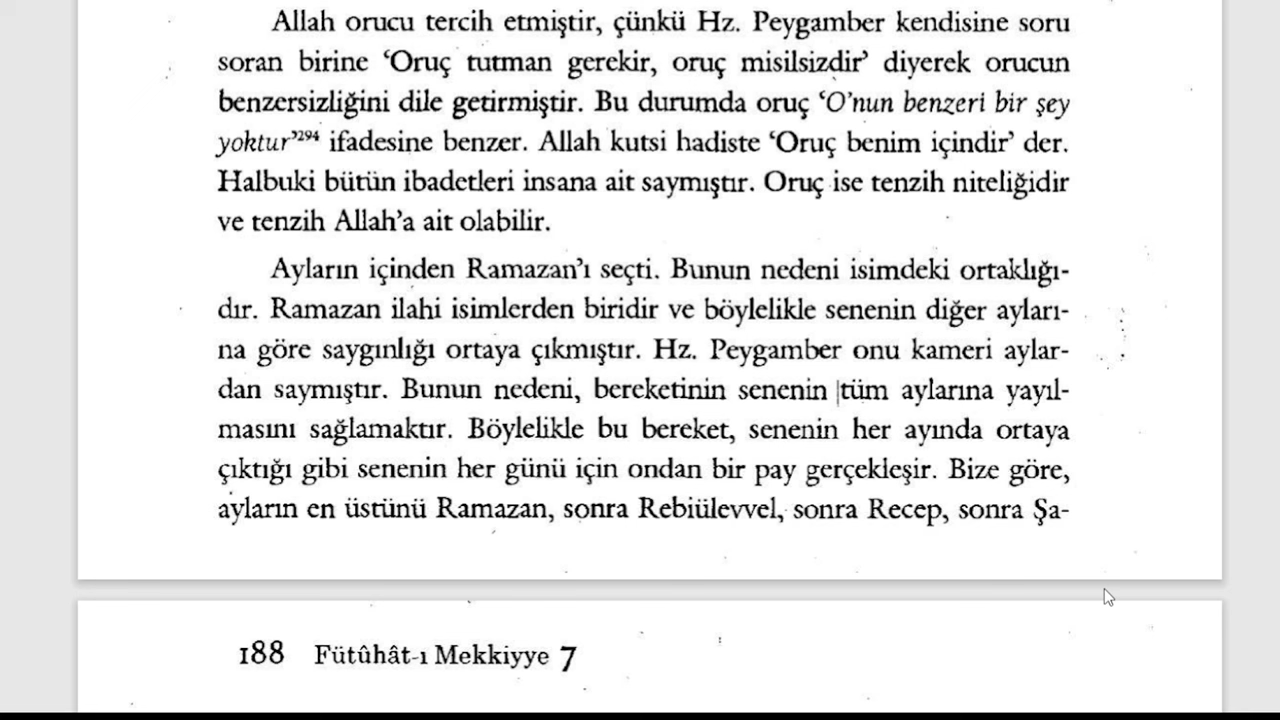 Allah orucu tercih etmiştir, çünkü Hz. Peygamber kendisine soru
soran birine ‘Oruç tutman gerekir, oruç misilsizdir’ diyerek orucun
benzersizliğini dile getirmiştir. Bu durumda oruç ‘O’nun benzeri bir şey
yoktur’²⁹⁴ ifadesine benzer. Allah kutsi hadiste ‘Oruç benim içindir’ der.
Halbuki bütün ibadetleri insana ait saymıştır. Oruç ise tenzih niteliğidir
ve tenzih Allah’a ait olabilir.
Ayların içinden Ramazan’ı seçti. Bunun nedeni isimdeki ortaklığı-
dır. Ramazan ilahi isimlerden biridir ve böylelikle senenin diğer ayları-
na göre saygınlığı ortaya çıkmıştır. Hz. Peygamber onu kameri aylar-
dan saymıştır. Bunun nedeni, bereketinin senenin tüm aylarına yayıl-
masını sağlamaktır. Böylelikle bu bereket, senenin her ayında ortaya
çıktığı gibi senenin her günü için ondan bir pay gerçekleşir. Bize göre,
ayların en üstünü Ramazan, sonra Rebiülevvel, sonra Recep, sonra Şa-
188 Fütûhât-ı Mekkiyye 7